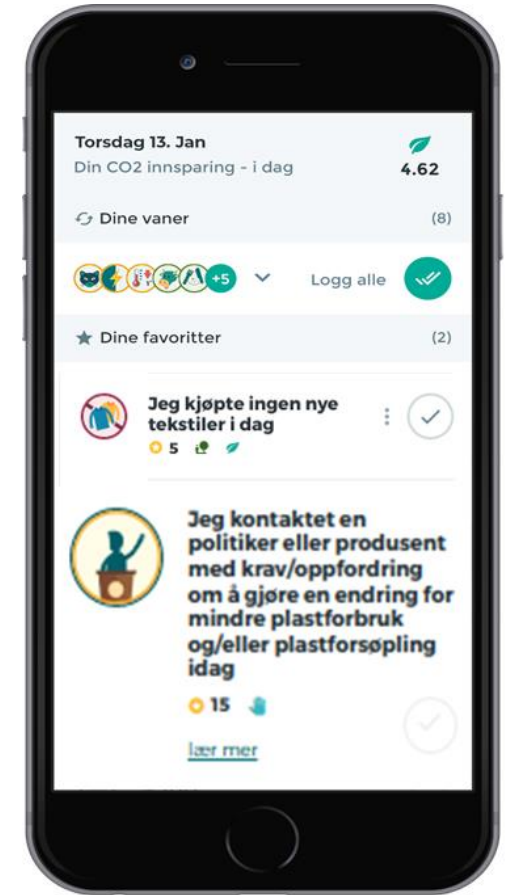 Torsdag 13. Jan
Din CO2 innsparing - i dag
4.62
Dine vaner (8)
+5 Logg alle
Dine favoritter (2)
Jeg kjøpte ingen nye
tekstiler i dag
5
Jeg kontaktet en
politiker eller produsent
med krav/oppfordring
om å gjøre en endring for
mindre plastforbruk
og/eller plastforsøpling
idag
15
lær mer